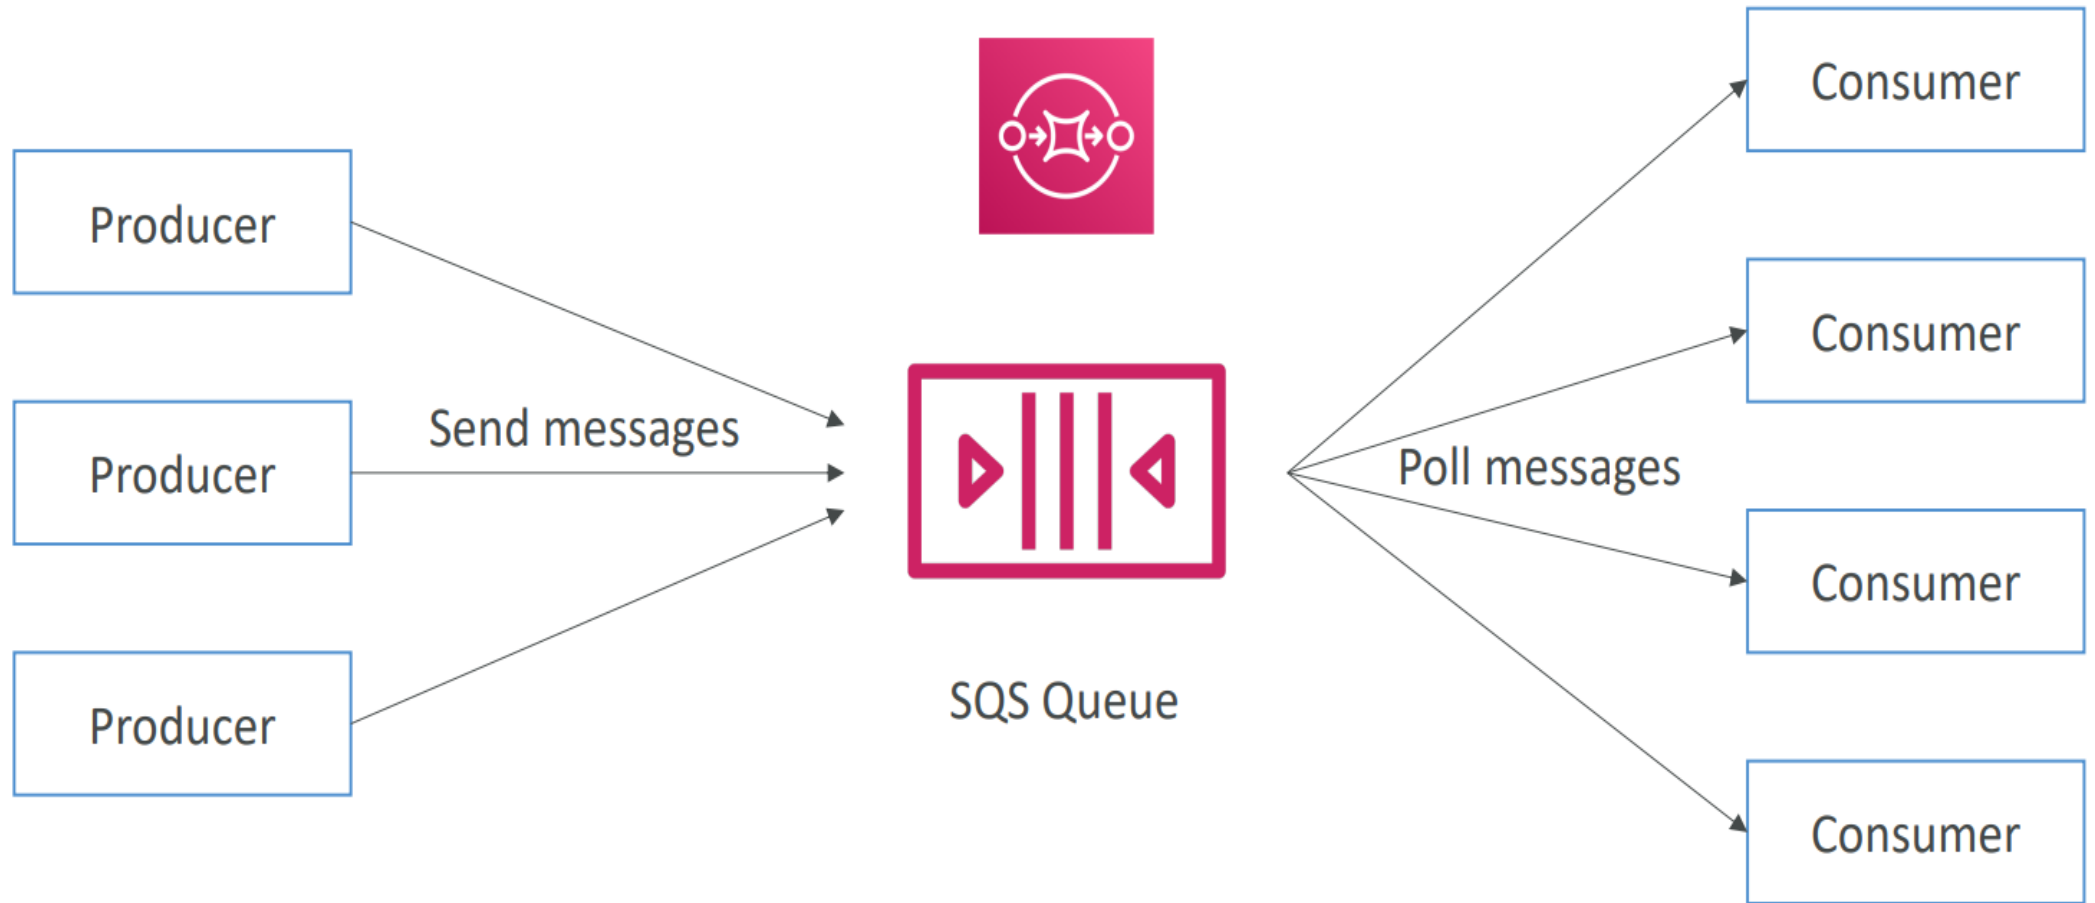 Producer
Producer
Producer
Send messages
SQS Queue
Poll messages
Consumer
Consumer
Consumer
Consumer